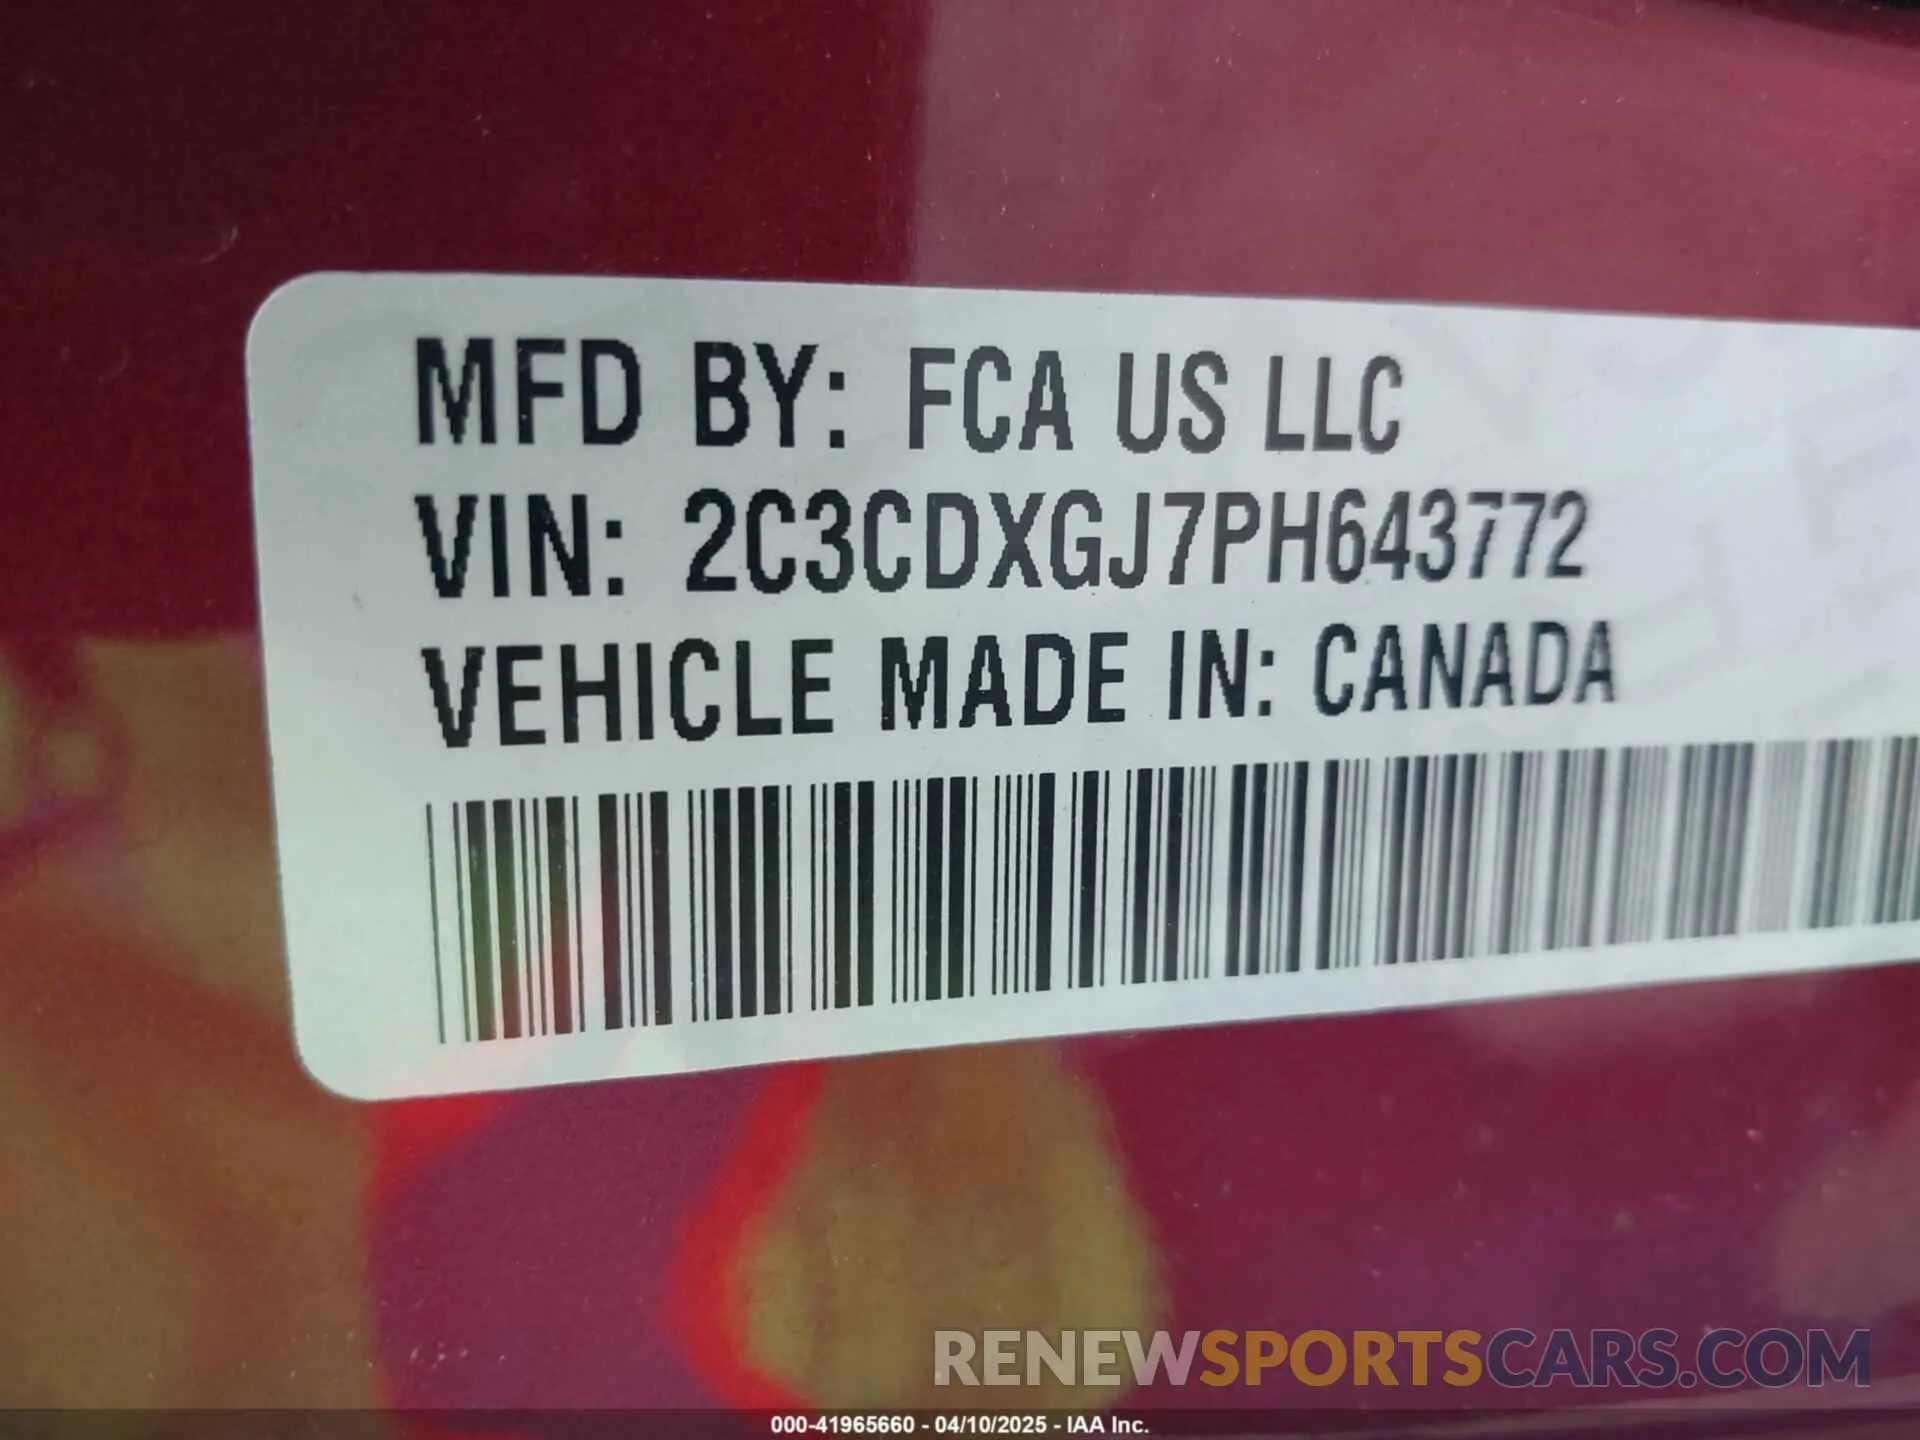 MFD BY: FCA US LLC
VIN: 2C3CDXGJ7PH643772
VEHICLE MADE IN: CANADA
RENEWSPORTSCARS.COM
000-41965660 - 04/10/2025 - IAA Inc.